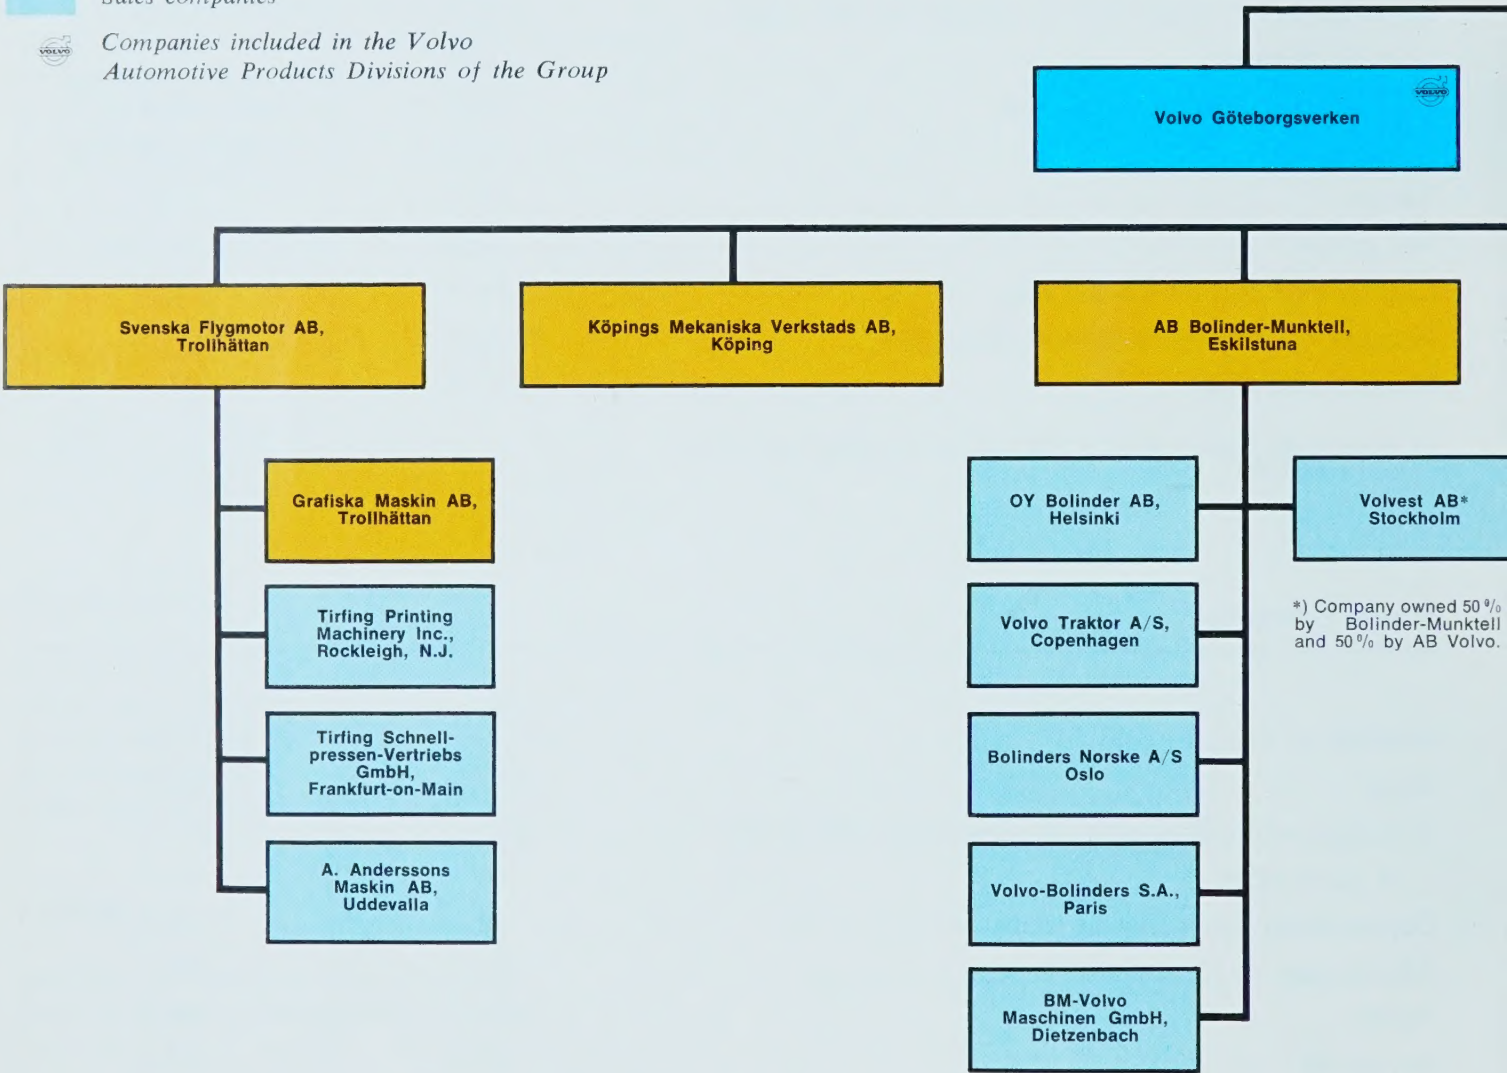 Sales companies
VOLVO
Companies included in the Volvo
Automotive Products Divisions of the Group
VOLVO
Volvo Göteborgsverken
Svenska Flygmotor AB,
Trollhättan
Köpings Mekaniska Verkstads AB,
Köping
AB Bolinder-Munktell,
Eskilstuna
Grafiska Maskin AB,
Trollhättan
Tirfing Printing
Machinery Inc.,
Rockleigh, N.J.
Tirfing Schnell-
pressen-Vertriebs
GmbH,
Frankfurt-on-Main
A. Anderssons
Maskin AB,
Uddevalla
OY Bolinder AB,
Helsinki
Volvo Traktor A/S,
Copenhagen
Bolinders Norske A/S
Oslo
Volvo-Bolinders S.A.,
Paris
BM-Volvo
Maschinen GmbH,
Dietzenbach
Volvest AB*
Stockholm
*) Company owned 50 %
by Bolinder-Munktell
and 50 % by AB Volvo.